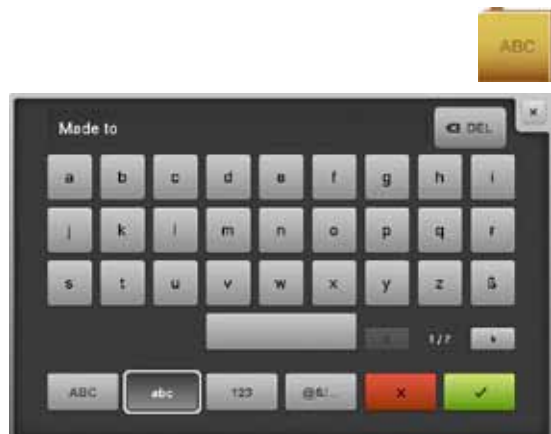 ABC
Made to
DEL
a b c d e f g h i
j k l m n o p q r
s t u v w x y z ß
1/7
ABC abc 123 @&!...